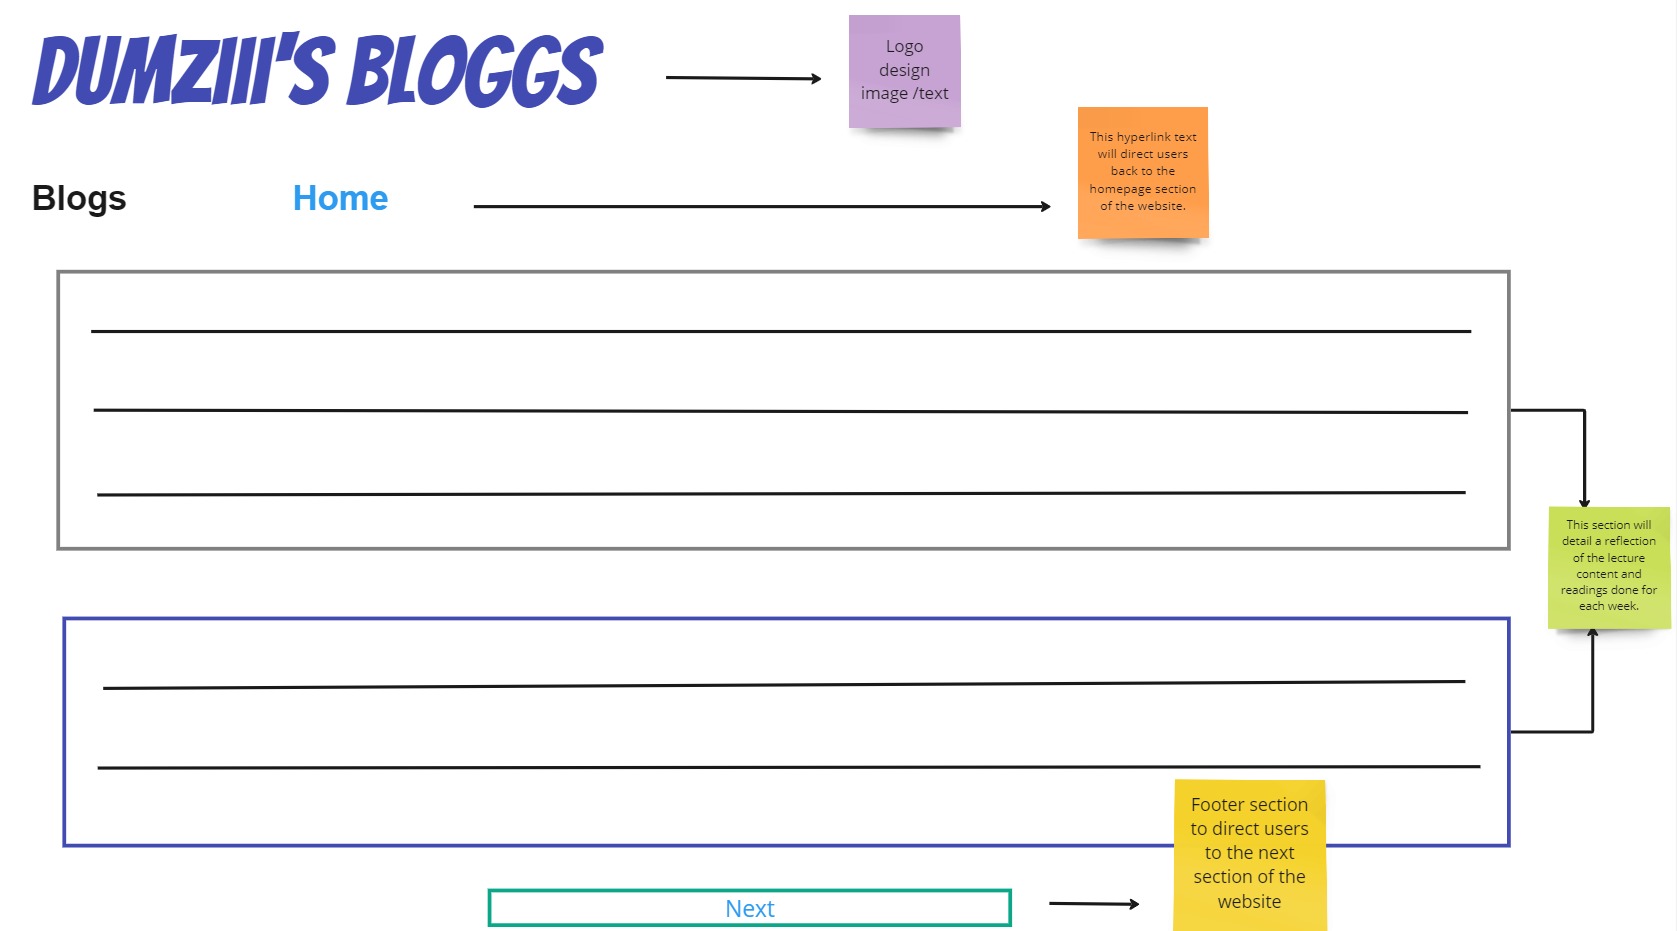 DUMZIII'S BLOGGS
Logo
design
image /text
This hyperlink text
will direct users
back to the
homepage section
of the website.
Blogs
Home
This section will
detail a reflection
of the lecture
content and
readings done for
each week.
Footer section
to direct users
to the next
section of the
website
Next